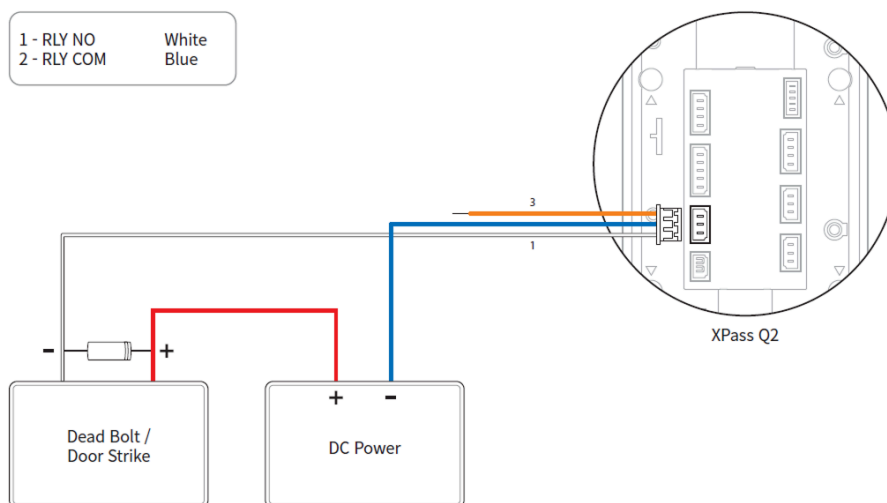 1 - RLY NO White
2 - RLY COM Blue
3
1
XPass Q2
- +
+ -
Dead Bolt /
Door Strike
DC Power